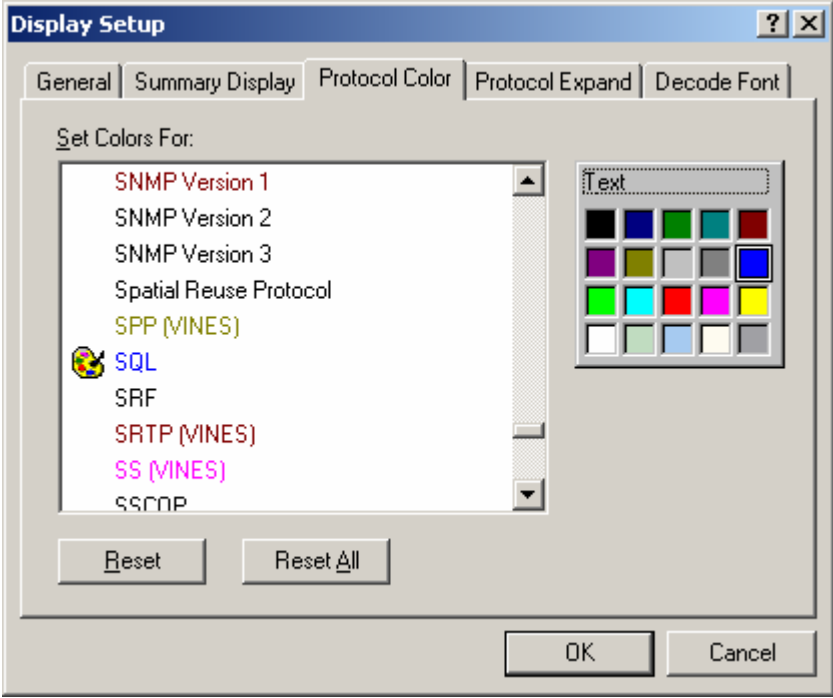 Display Setup
General Summary Display Protocol Color Protocol Expand Decode Font
Set Colors For:
Text
SNMP Version 1
SNMP Version 2
SNMP Version 3
Spatial Reuse Protocol
SPP (VINES)
SQL
SRF
SRTP (VINES)
SS (VINES)
SSCOP
Reset Reset All
OK Cancel